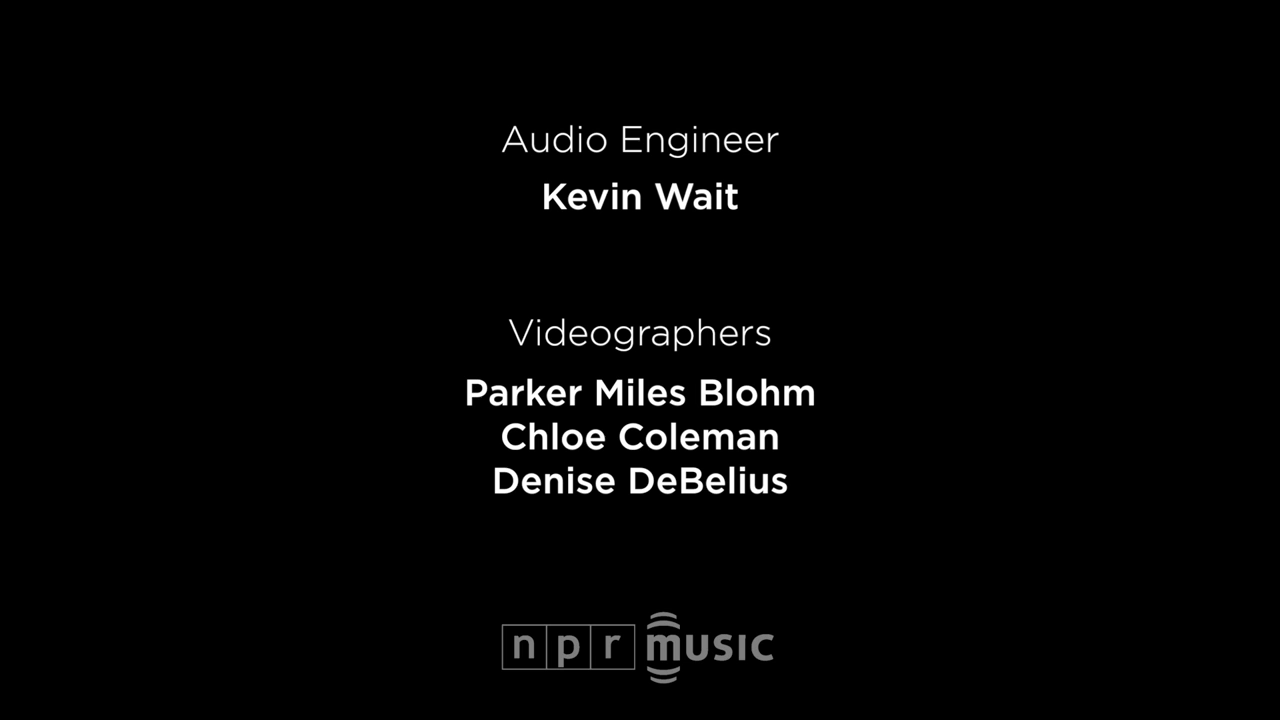 Audio Engineer
Kevin Wait
Videographers
Parker Miles Blohm
Chloe Coleman
Denise DeBelius
npr music